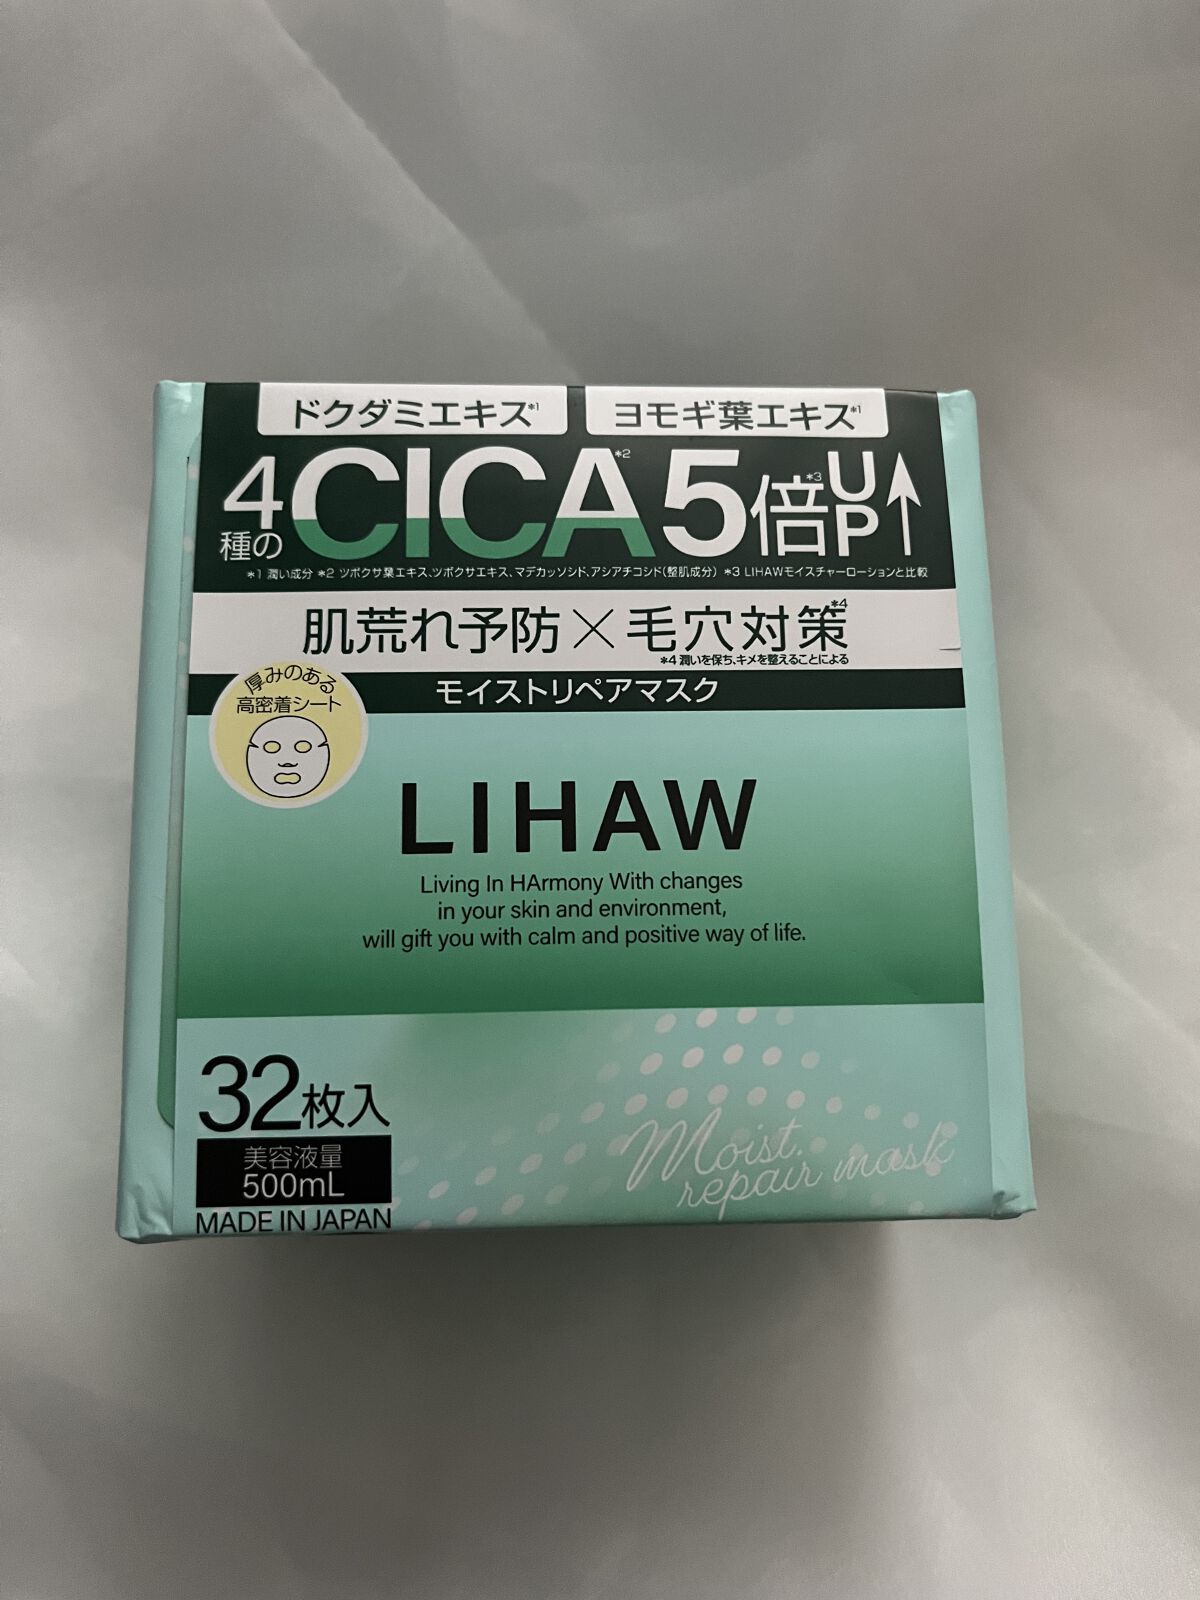 ドクダミエキス*1 ヨモギ葉エキス*1
4種のCICA*2 5倍*3 UP↑
*1 潤い成分 *2 ツボクサ葉エキス、ツボクサエキス、マデカッソシド、アシアチコシド(整肌成分) *3 LIHAWモイスチャーローションと比較
肌荒れ予防×毛穴対策*4
*4 潤いを保ち、キメを整えることによる
モイストリペアマスク
厚みのある
高密着シート
LIHAW
Living In HArmony With changes
in your skin and environment,
will gift you with calm and positive way of life.
32枚入
美容液量
500mL
MADE IN JAPAN
Moist
repair mask